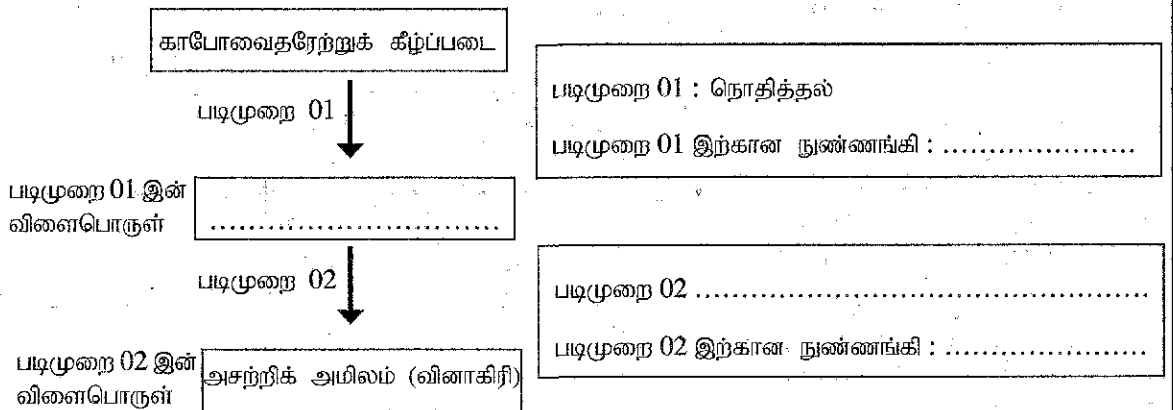 காபோவைதரேற்றுக் கீழ்ப்படை
படிமுறை 01
படிமுறை 01 இன்
விளைபொருள்
..............................
படிமுறை 02
படிமுறை 02 இன்
விளைபொருள்
அசற்றிக் அமிலம் (வினாகிரி)
படிமுறை 01 : நொதித்தல்
படிமுறை 01 இற்கான நுண்ணங்கி : ....................
படிமுறை 02 ................................................
படிமுறை 02 இற்கான நுண்ணங்கி : .....................